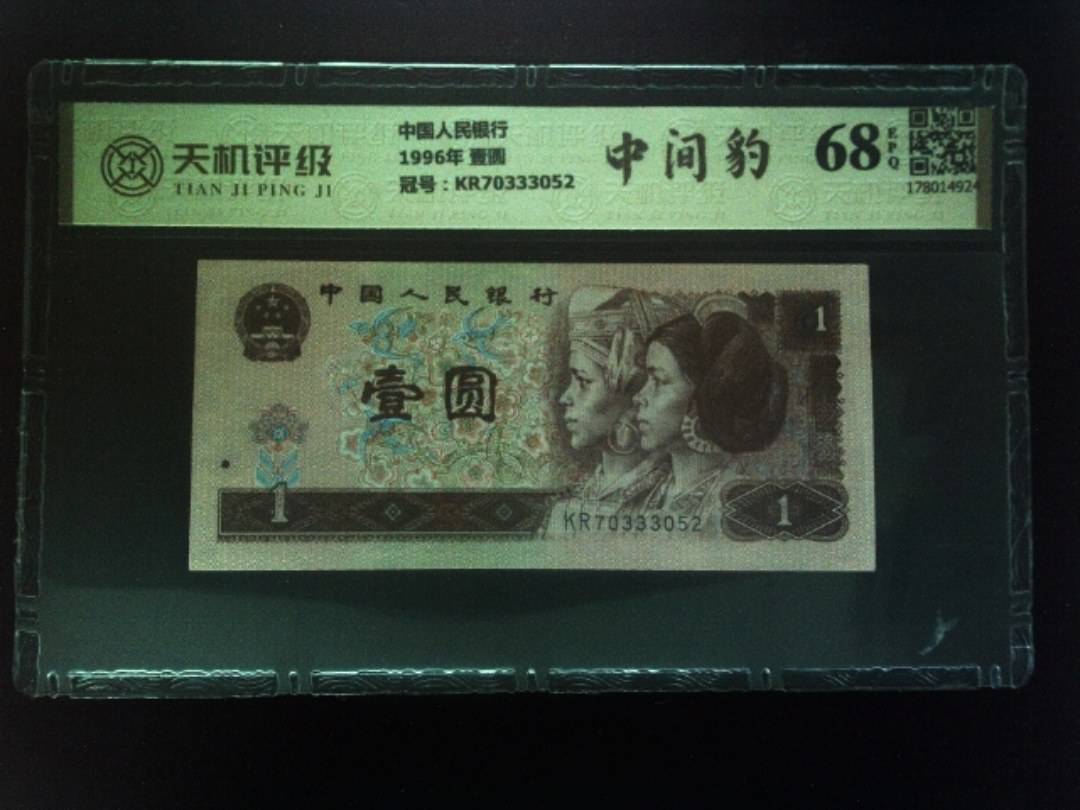 天机评级
TIAN JI PING JI
中国人民银行
1996年 壹圆
冠号：KR70333052
中间豹
68
EPQ
178014924
中国人民银行
1
壹圆
1
KR70333052
1